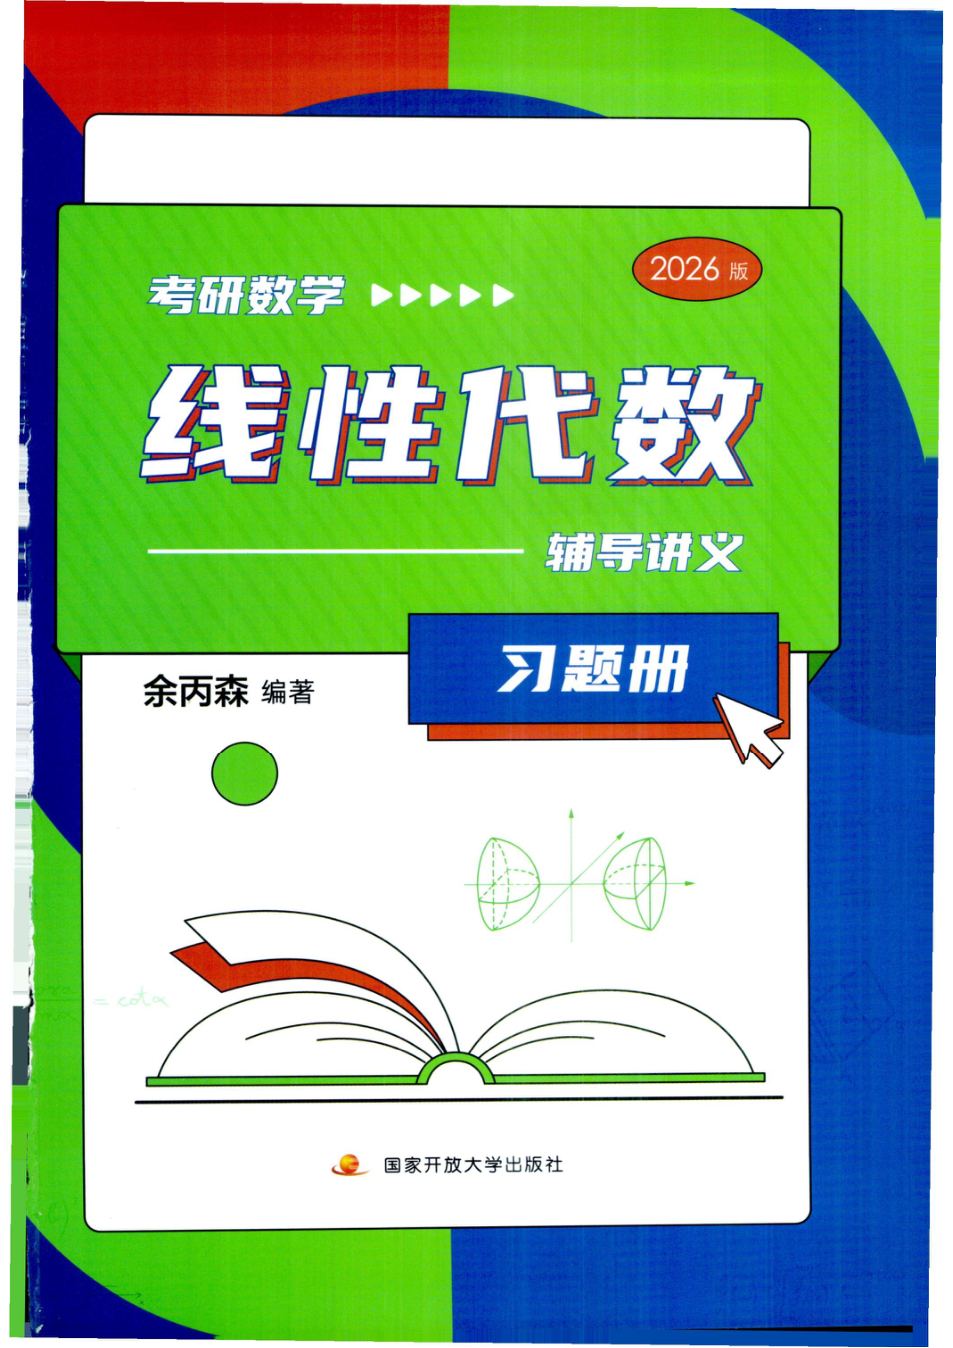 2026 版
考研数学
线性代数
辅导讲义
习题册
余丙森 编著
= cotα
国家开放大学出版社